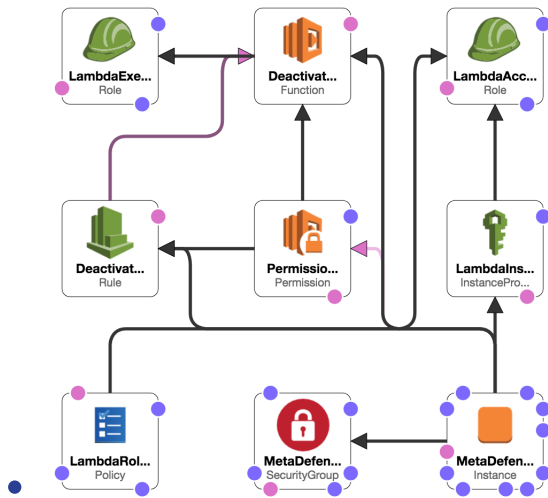 LambdaExe...
Role
Deactivat...
Function
LambdaAcc...
Role
Deactivat...
Rule
Permissio...
Permission
LambdaIns...
InstancePro...
LambdaRol...
Policy
MetaDefen...
SecurityGroup
MetaDefen...
Instance